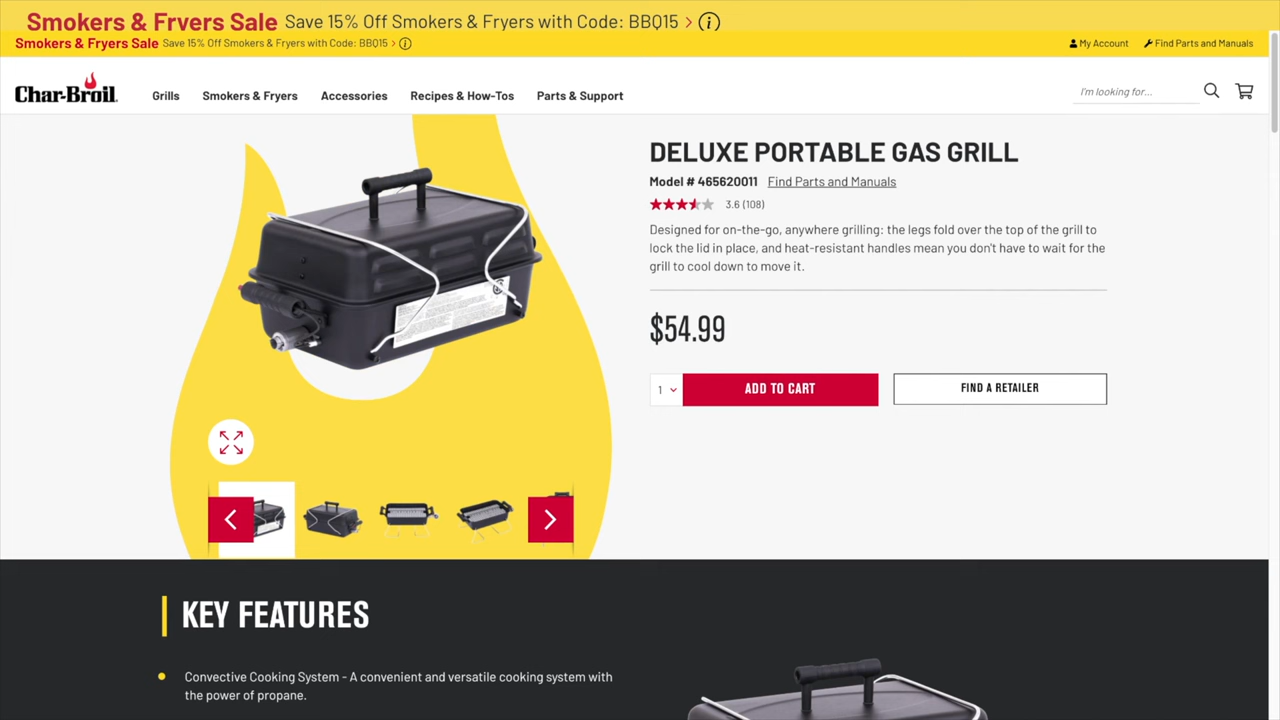 Smokers & Fryers Sale Save 15% Off Smokers & Fryers with Code: BBQ15 >
Smokers & Fryers Sale Save 15% Off Smokers & Fryers with Code: BBQ15 >
My Account Find Parts and Manuals
Char-Broil
Grills Smokers & Fryers Accessories Recipes & How-Tos Parts & Support
I'm looking for...
DELUXE PORTABLE GAS GRILL
Model # 465620011 Find Parts and Manuals
3.6 (108)
Designed for on-the-go, anywhere grilling: the legs fold over the top of the grill to
lock the lid in place, and heat-resistant handles mean you don't have to wait for the
grill to cool down to move it.
$54.99
1 ADD TO CART FIND A RETAILER
KEY FEATURES
Convective Cooking System - A convenient and versatile cooking system with
the power of propane.